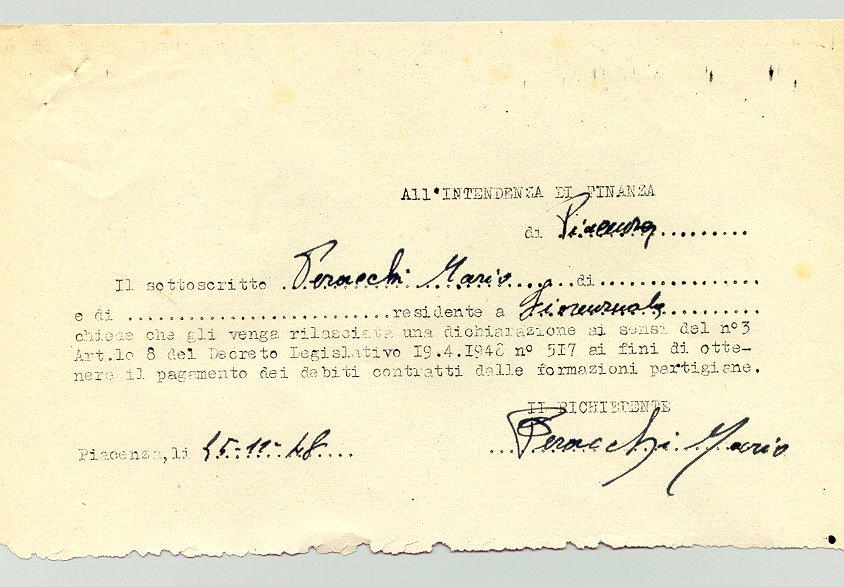 All'INTENDENZA DI FINANZA
di Piacenza..........
Il sottoscritto Peracchi Mario.....di................
e di .............................residente a Fiorenzuola..........
chiede che gli venga rilasciata una dichiarazione ai sensi del n°3
Art.lo 8 del Decreto Legislativo 19.4.1948 n° 517 ai fini di otte-
nere il pagamento dei debiti contratti dalle formazioni partigiane.
Il RICHIEDENTE
Piacenza,li 25-11-48....
...Peracchi Mario